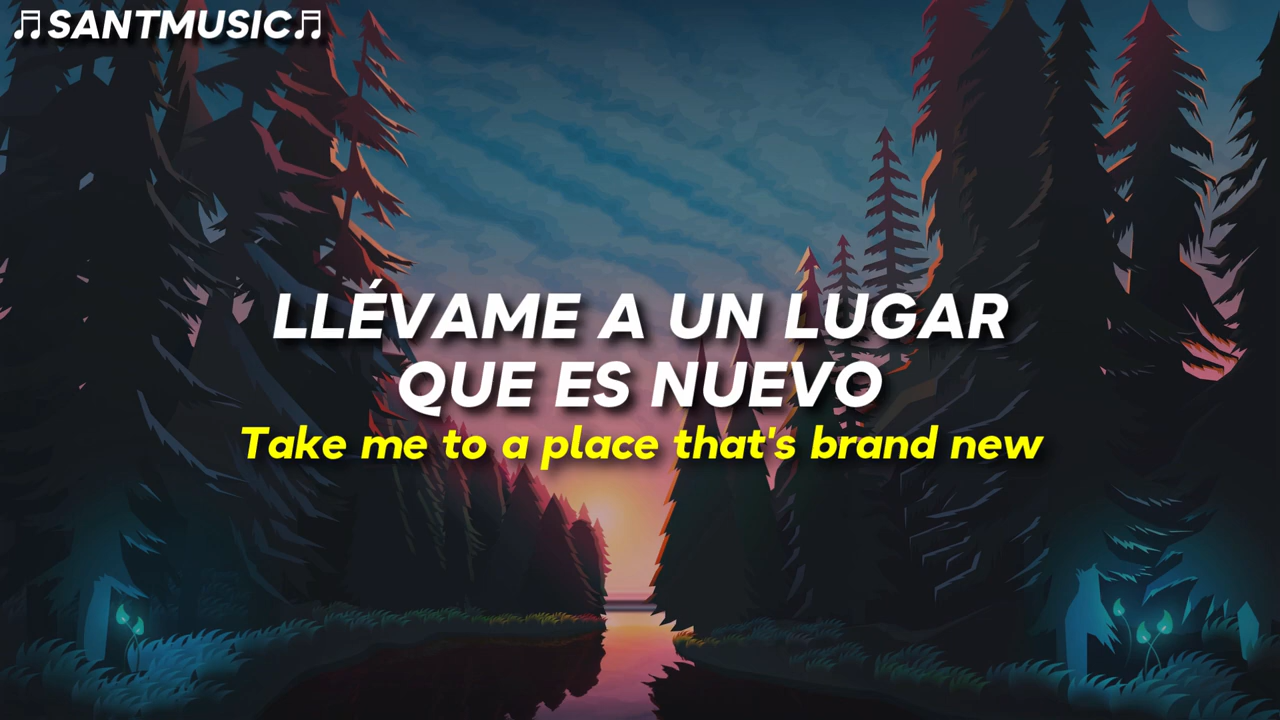 ♬SANTMUSIC♬
LLÉVAME A UN LUGAR
QUE ES NUEVO
Take me to a place that's brand new